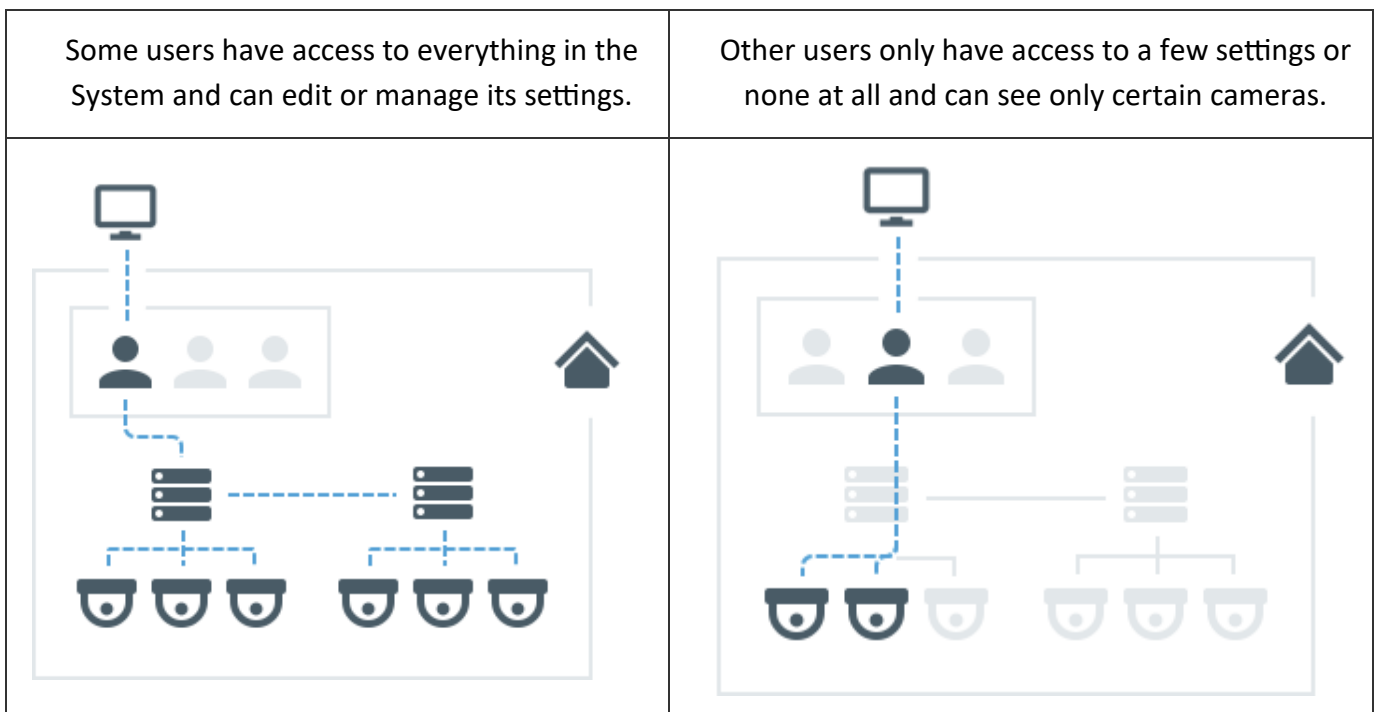 Some users have access to everything in the
System and can edit or manage its settings.
Other users only have access to a few settings or
none at all and can see only certain cameras.